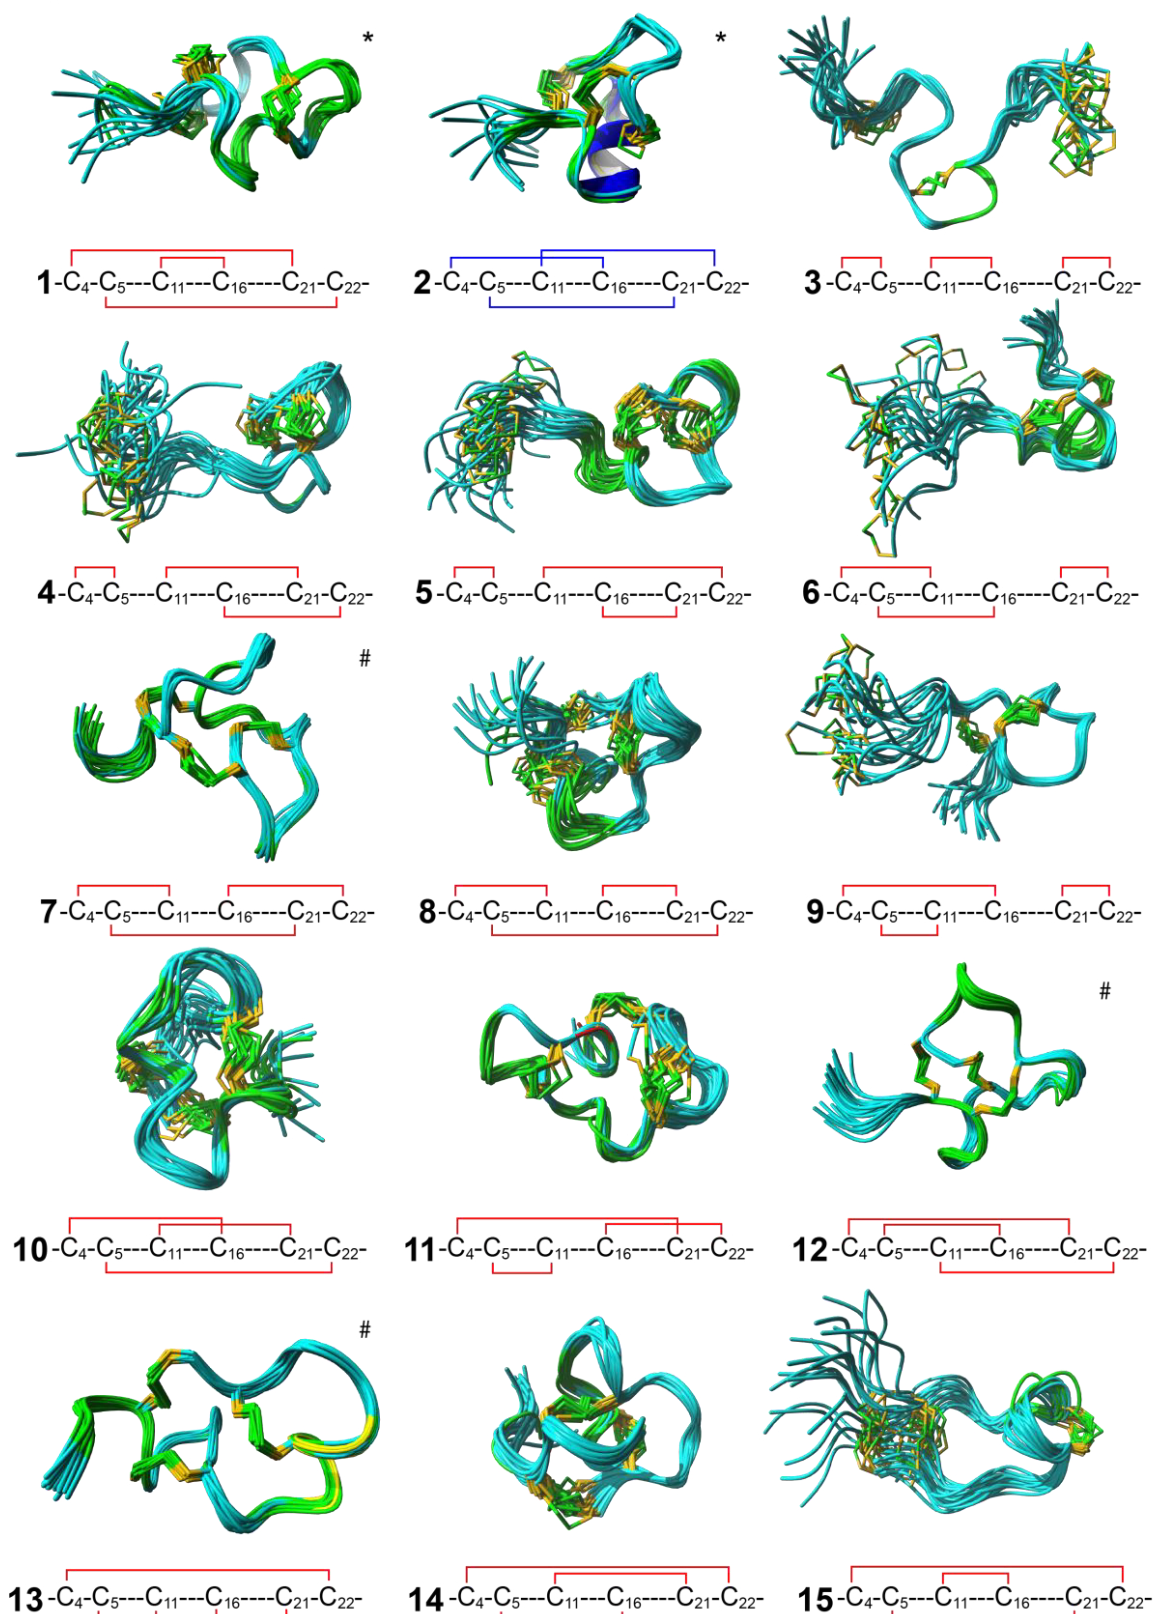 * *
1-C4-C5---C11---C16----C21--C22-
2-C4-C5---C11---C16----C21--C22-
3-C4-C5---C11---C16----C21--C22-
4-C4-C5---C11---C16----C21--C22-
5-C4-C5---C11---C16----C21--C22-
6-C4-C5---C11---C16----C21--C22-
#
7-C4-C5---C11---C16----C21--C22-
8-C4-C5---C11---C16----C21--C22-
9-C4-C5---C11---C16----C21--C22-
#
10-C4-C5---C11---C16----C21--C22-
11-C4-C5---C11---C16----C21--C22-
12-C4-C5---C11---C16----C21--C22-
#
13-C4-C5---C11---C16----C21--C22-
14-C4-C5---C11---C16----C21--C22-
15-C4-C5---C11---C16----C21--C22-